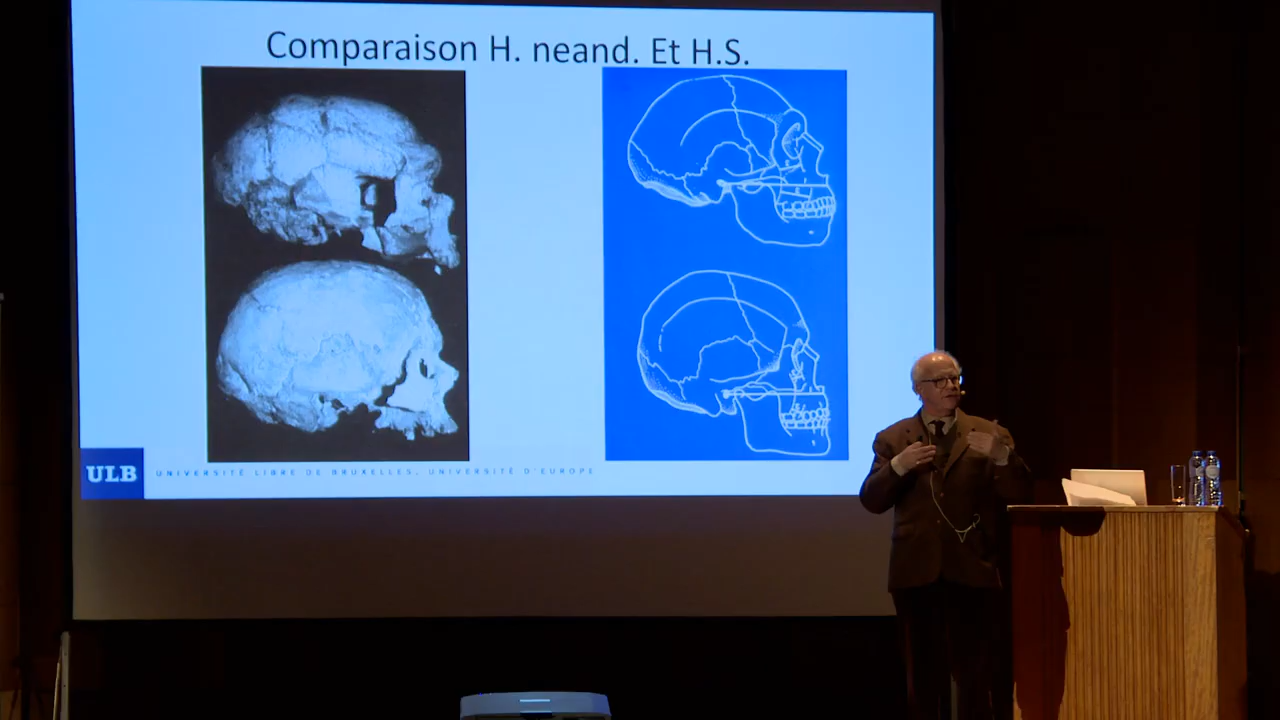 Comparaison H. neand. Et H.S.
ULB
UNIVERSITÉ LIBRE DE BRUXELLES, UNIVERSITÉ D'EUROPE